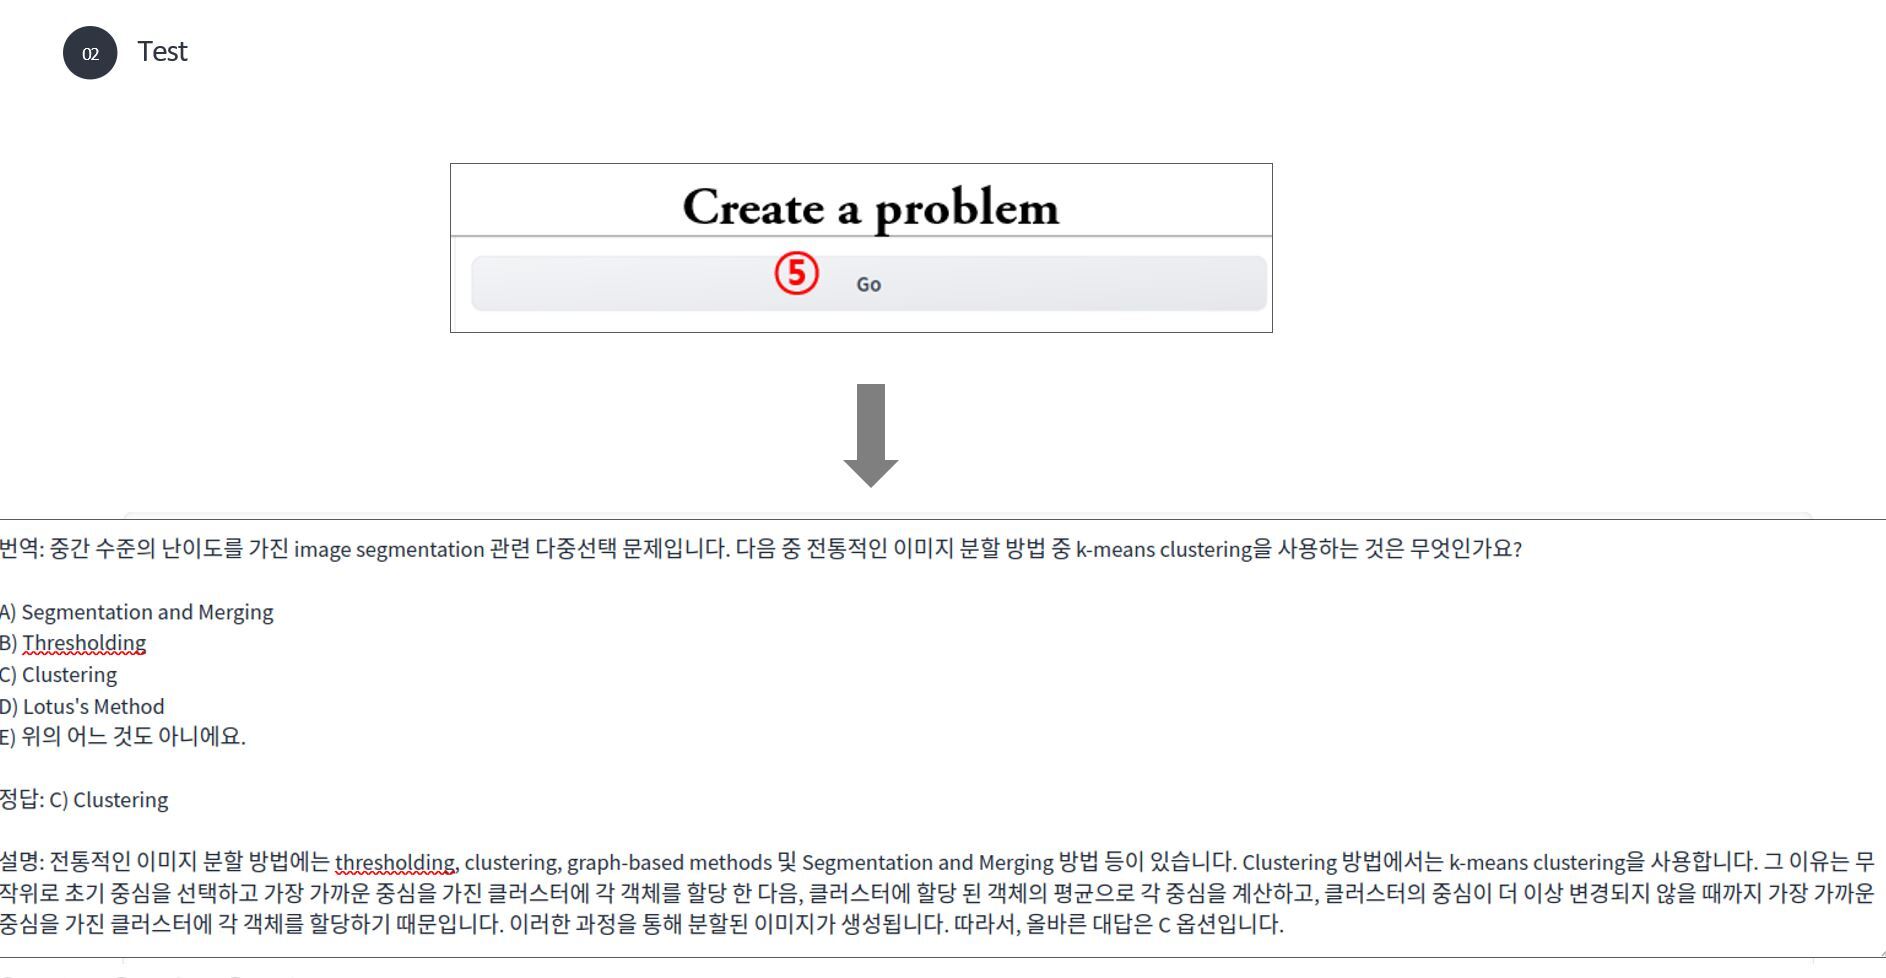 02 Test
Create a problem
⑤ Go
번역: 중간 수준의 난이도를 가진 image segmentation 관련 다중선택 문제입니다. 다음 중 전통적인 이미지 분할 방법 중 k-means clustering을 사용하는 것은 무엇인가요?
A) Segmentation and Merging
B) Thresholding
C) Clustering
D) Lotus's Method
E) 위의 어느 것도 아니에요.
정답: C) Clustering
설명: 전통적인 이미지 분할 방법에는 thresholding, clustering, graph-based methods 및 Segmentation and Merging 방법 등이 있습니다. Clustering 방법에서는 k-means clustering을 사용합니다. 그 이유는 무
작위로 초기 중심을 선택하고 가장 가까운 중심을 가진 클러스터에 각 객체를 할당 한 다음, 클러스터에 할당 된 객체의 평균으로 각 중심을 계산하고, 클러스터의 중심이 더 이상 변경되지 않을 때까지 가장 가까운
중심을 가진 클러스터에 각 객체를 할당하기 때문입니다. 이러한 과정을 통해 분할된 이미지가 생성됩니다. 따라서, 올바른 대답은 C 옵션입니다.